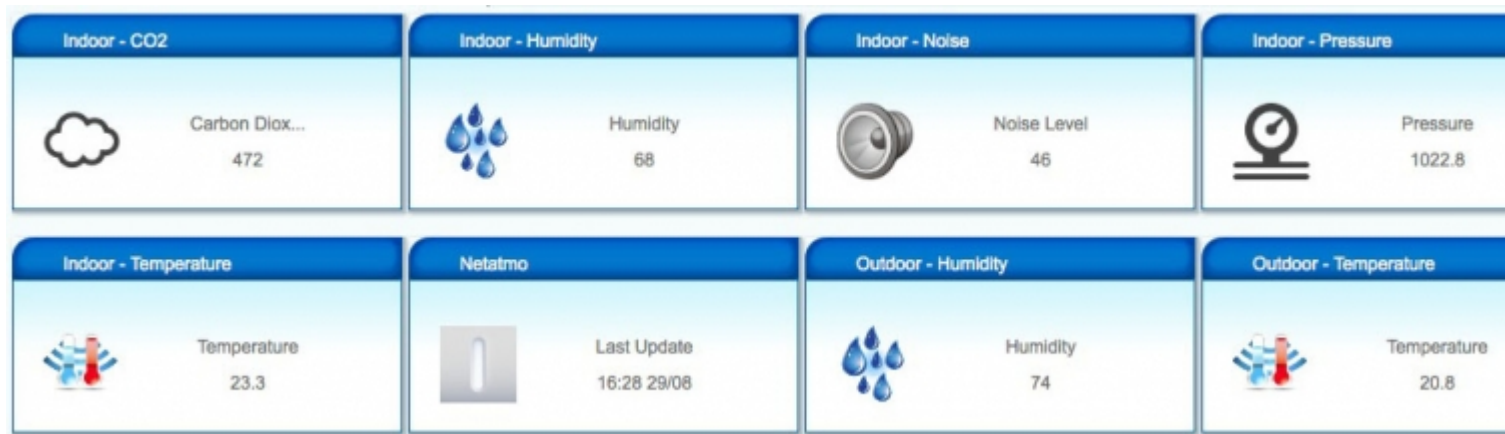 Indoor - CO2
Carbon Diox...
472
Indoor - Humidity
Humidity
68
Indoor - Noise
Noise Level
46
Indoor - Pressure
Pressure
1022.8
Indoor - Temperature
Temperature
23.3
Netatmo
Last Update
16:28 29/08
Outdoor - Humidity
Humidity
74
Outdoor - Temperature
Temperature
20.8